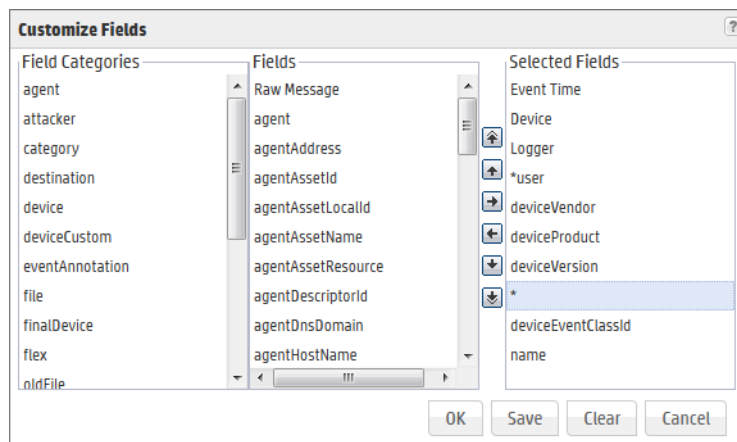 Customize Fields
?
Field Categories
agent
attacker
category
destination
device
deviceCustom
eventAnnotation
file
finalDevice
flex
oldFile
Fields
Raw Message
agent
agentAddress
agentAssetId
agentAssetLocalId
agentAssetName
agentAssetResource
agentDescriptorId
agentDnsDomain
agentHostName
Selected Fields
Event Time
Device
Logger
*user
deviceVendor
deviceProduct
deviceVersion
*
deviceEventClassId
name
OK Save Clear Cancel